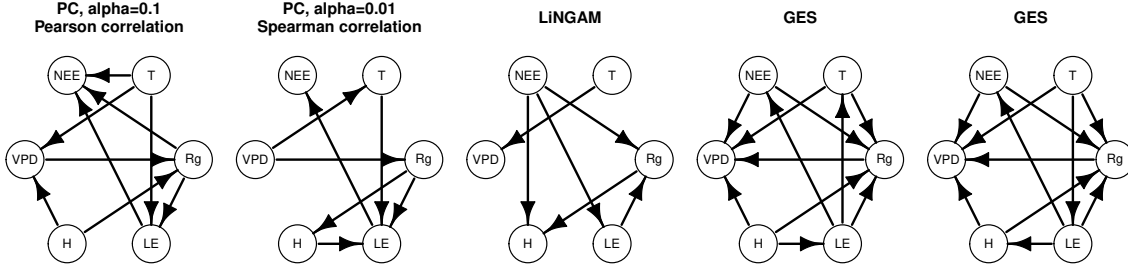 PC, alpha=0.1
Pearson correlation
PC, alpha=0.01
Spearman correlation
LiNGAM
GES
GES
NEE
T
VPD
Rg
H
LE
NEE
T
VPD
Rg
H
LE
NEE
T
VPD
Rg
H
LE
NEE
T
VPD
Rg
H
LE
NEE
T
VPD
Rg
H
LE